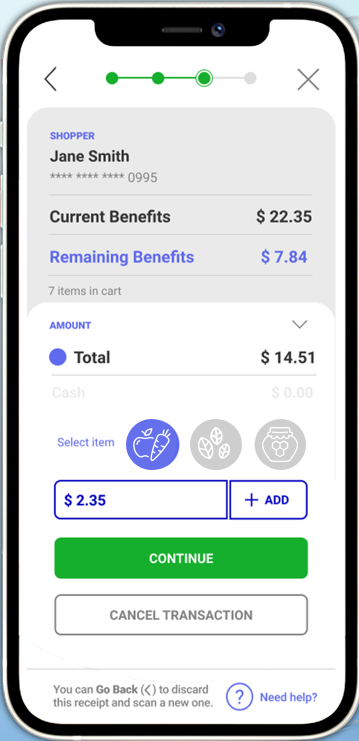 SHOPPER
Jane Smith
**** **** **** 0995
Current Benefits $ 22.35
Remaining Benefits $ 7.84
7 items in cart
AMOUNT
Total $ 14.51
Cash $ 0.00
Select item
$ 2.35 + ADD
CONTINUE
CANCEL TRANSACTION
You can Go Back (<) to discard
this receipt and scan a new one.
? Need help?